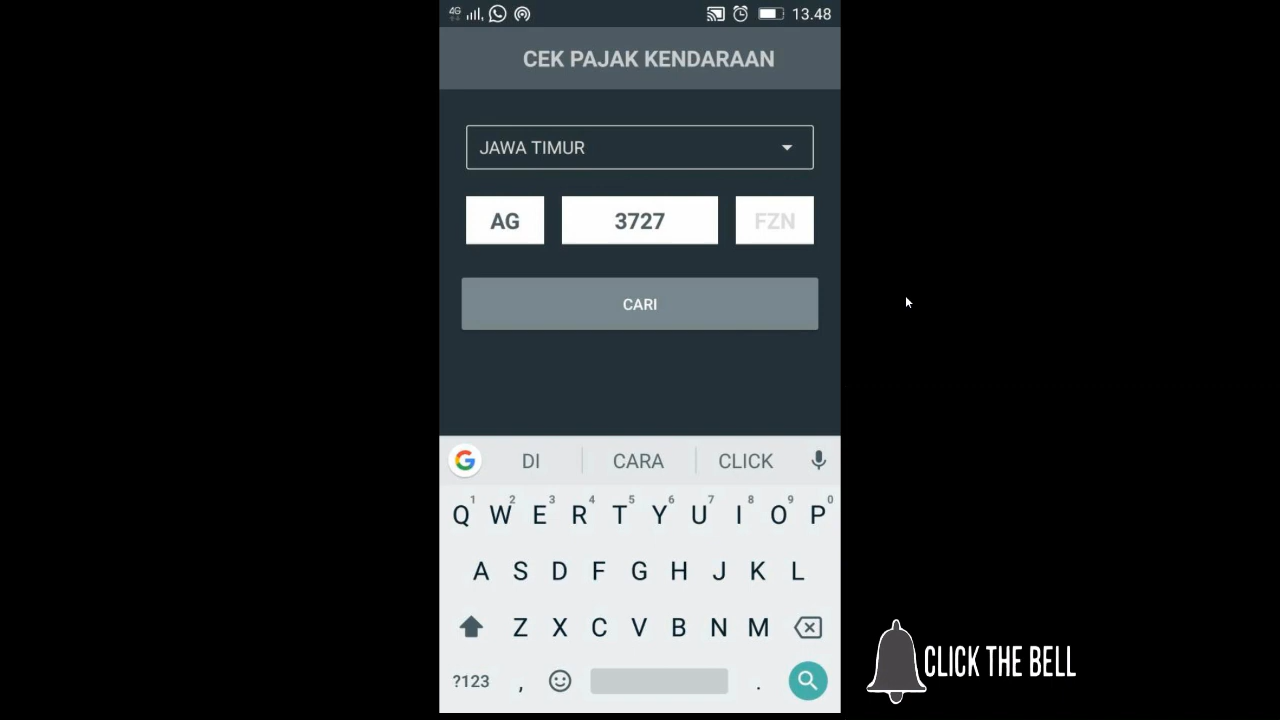 4G 13.48
CEK PAJAK KENDARAAN
JAWA TIMUR
AG 3727 FZN
CARI
G DI CARA CLICK
1 2 3 4 5 6 7 8 9 0
Q W E R T Y U I O P
A S D F G H J K L
Z X C V B N M
?123 , .
CLICK THE BELL